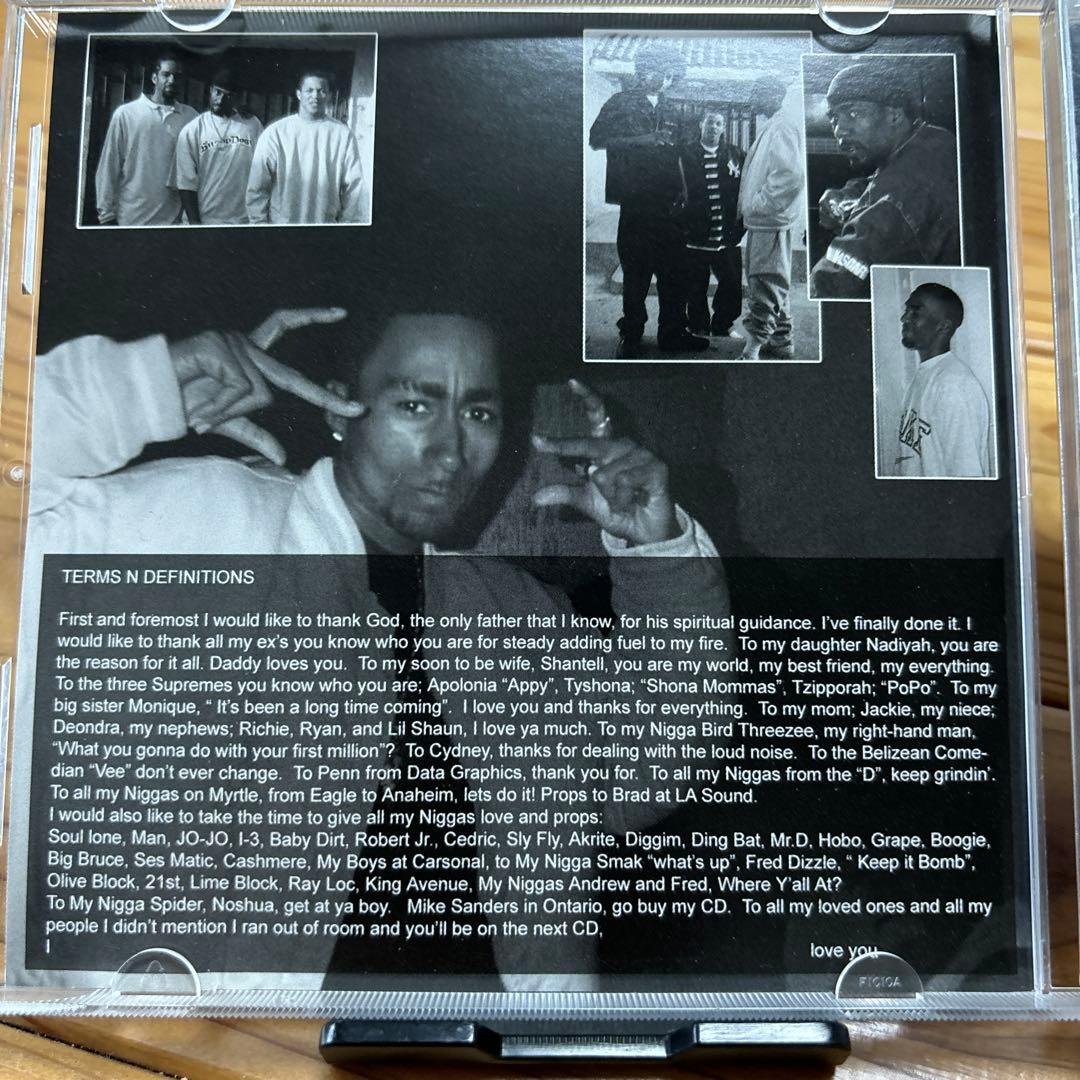 TERMS N DEFINITIONS
First and foremost I would like to thank God, the only father that I know, for his spiritual guidance. I've finally done it. I
would like to thank all my ex's you know who you are for steady adding fuel to my fire. To my daughter Nadiyah, you are
the reason for it all. Daddy loves you. To my soon to be wife, Shantell, you are my world, my best friend, my everything.
To the three Supremes you know who you are; Apolonia “Appy”, Tyshona; “Shona Mommas”, Tzipporah; “PoPo”. To my
big sister Monique, “ It's been a long time coming”. I love you and thanks for everything. To my mom; Jackie, my niece;
Deondra, my nephews; Richie, Ryan, and Lil Shaun, I love ya much. To my Nigga Bird Threezee, my right-hand man,
“What you gonna do with your first million”? To Cydney, thanks for dealing with the loud noise. To the Belizean Come-
dian “Vee” don't ever change. To Penn from Data Graphics, thank you for. To all my Niggas from the “D”, keep grindin'.
To all my Niggas on Myrtle, from Eagle to Anaheim, lets do it! Props to Brad at LA Sound.
I would also like to take the time to give all my Niggas love and props:
Soul Ione, Man, JO-JO, I-3, Baby Dirt, Robert Jr., Cedric, Sly Fly, Akrite, Diggim, Ding Bat, Mr.D, Hobo, Grape, Boogie,
Big Bruce, Ses Matic, Cashmere, My Boys at Carsonal, to My Nigga Smak “what's up”, Fred Dizzle, “ Keep it Bomb”,
Olive Block, 21st, Lime Block, Ray Loc, King Avenue, My Niggas Andrew and Fred, Where Y'all At?
To My Nigga Spider, Noshua, get at ya boy. Mike Sanders in Ontario, go buy my CD. To all my loved ones and all my
people I didn't mention I ran out of room and you'll be on the next CD,
I love you